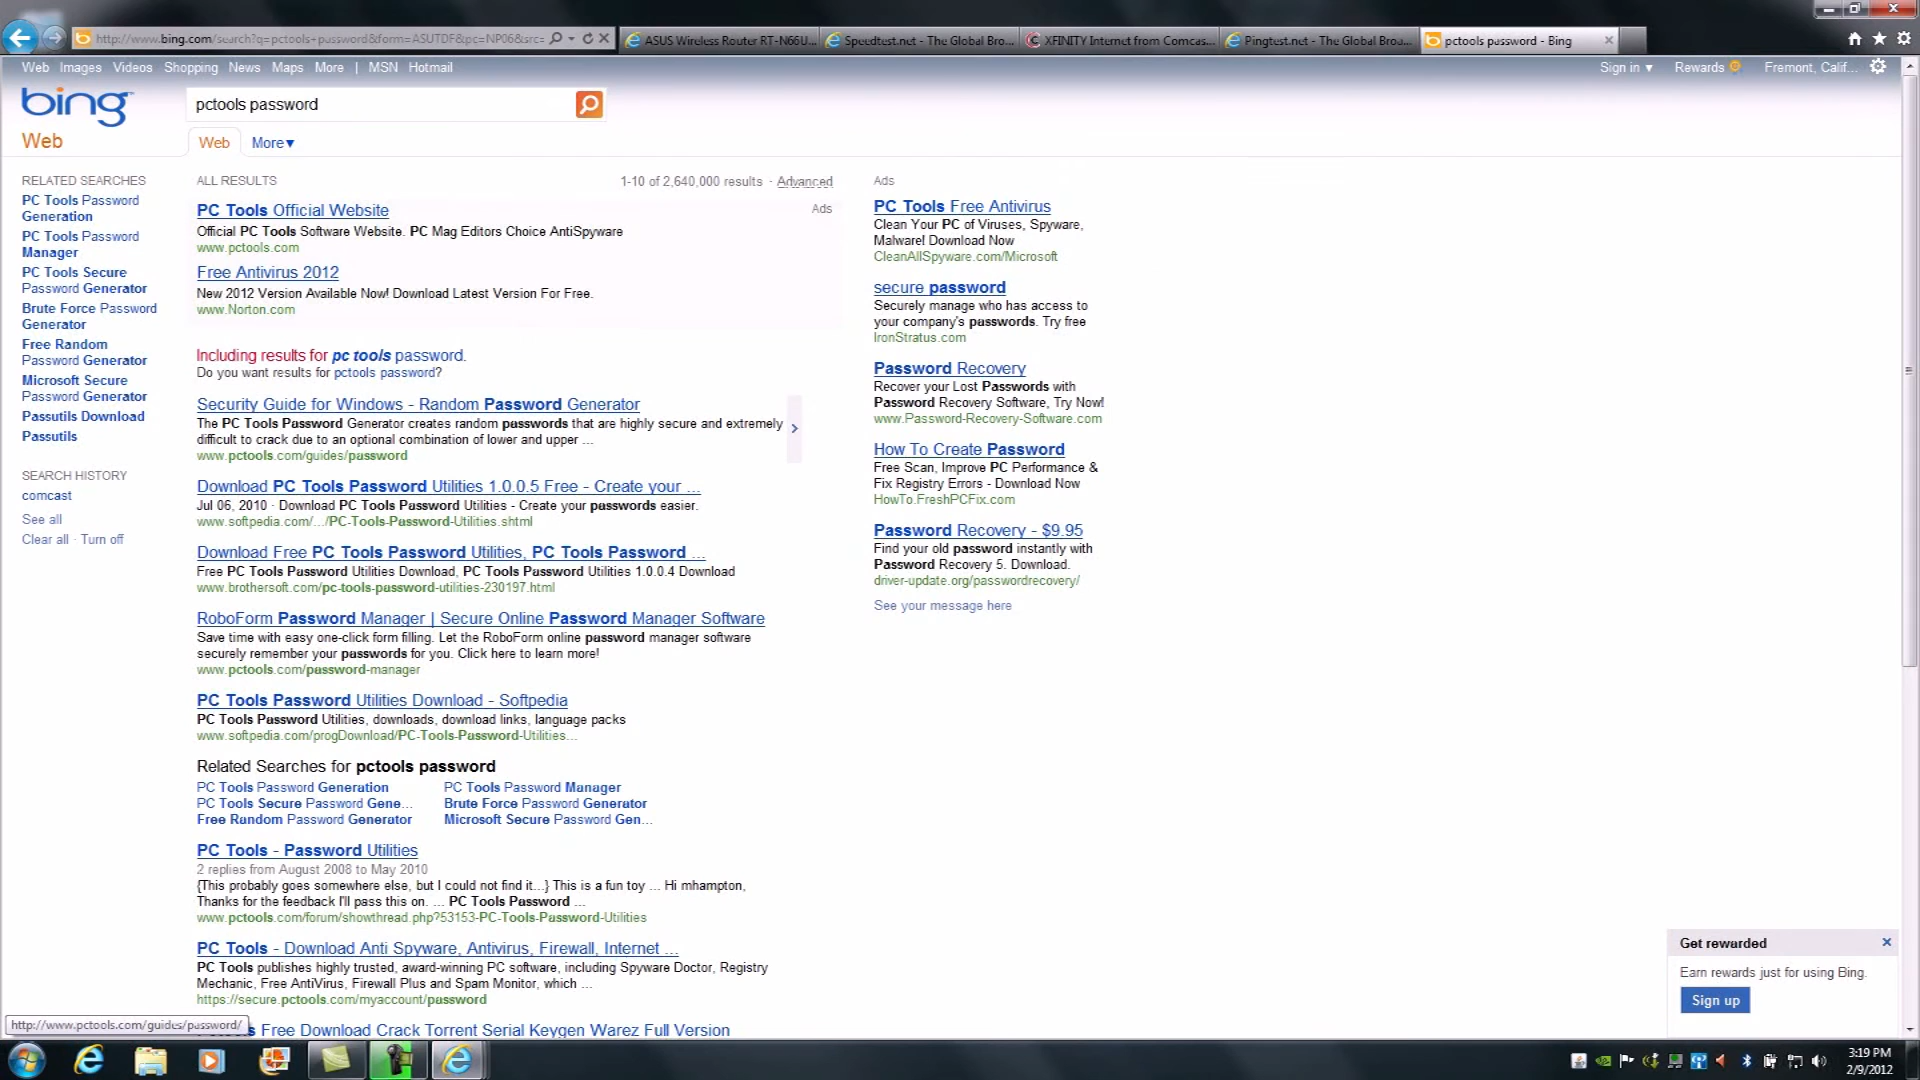 http://www.bing.com/search?q=pctools+password&form=ASUTDF&pc=NP06&src=
ASUS Wireless Router RT-N66U...
Speedtest.net - The Global Bro...
XFINITY Internet from Comcas...
Pingtest.net - The Global Broa...
pctools password - Bing
Web Images Videos Shopping News Maps More | MSN Hotmail
Sign in ▾ Rewards Fremont, Calif...
bing
pctools password
Web
Web More▾
RELATED SEARCHES
PC Tools Password
Generation
PC Tools Password
Manager
PC Tools Secure
Password Generator
Brute Force Password
Generator
Free Random
Password Generator
Microsoft Secure
Password Generator
Passutils Download
Passutils
SEARCH HISTORY
comcast
See all
Clear all · Turn off
ALL RESULTS
1-10 of 2,640,000 results · Advanced
PC Tools Official Website
Ads
Official PC Tools Software Website. PC Mag Editors Choice AntiSpyware
www.pctools.com
Free Antivirus 2012
New 2012 Version Available Now! Download Latest Version For Free.
www.Norton.com
Including results for pc tools password.
Do you want results for pctools password?
Security Guide for Windows - Random Password Generator
The PC Tools Password Generator creates random passwords that are highly secure and extremely
difficult to crack due to an optional combination of lower and upper ...
www.pctools.com/guides/password
Download PC Tools Password Utilities 1.0.0.5 Free - Create your ...
Jul 06, 2010 · Download PC Tools Password Utilities - Create your passwords easier.
www.softpedia.com/.../PC-Tools-Password-Utilities.shtml
Download Free PC Tools Password Utilities, PC Tools Password ...
Free PC Tools Password Utilities Download, PC Tools Password Utilities 1.0.0.4 Download
www.brothersoft.com/pc-tools-password-utilities-230197.html
RoboForm Password Manager | Secure Online Password Manager Software
Save time with easy one-click form filling. Let the RoboForm online password manager software
securely remember your passwords for you. Click here to learn more!
www.pctools.com/password-manager
PC Tools Password Utilities Download - Softpedia
PC Tools Password Utilities, downloads, download links, language packs
www.softpedia.com/progDownload/PC-Tools-Password-Utilities...
Related Searches for pctools password
PC Tools Password Generation PC Tools Password Manager
PC Tools Secure Password Gene... Brute Force Password Generator
Free Random Password Generator Microsoft Secure Password Gen...
PC Tools - Password Utilities
2 replies from August 2008 to May 2010
{This probably goes somewhere else, but I could not find it...} This is a fun toy ... Hi mhampton,
Thanks for the feedback I'll pass this on. ... PC Tools Password ...
www.pctools.com/forum/showthread.php?53153-PC-Tools-Password-Utilities
PC Tools - Download Anti Spyware, Antivirus, Firewall, Internet ...
PC Tools publishes highly trusted, award-winning PC software, including Spyware Doctor, Registry
Mechanic, Free AntiVirus, Firewall Plus and Spam Monitor, which ...
https://secure.pctools.com/myaccount/password
Free Download Crack Torrent Serial Keygen Warez Full Version
Ads
PC Tools Free Antivirus
Clean Your PC of Viruses, Spyware,
Malware! Download Now
CleanAllSpyware.com/Microsoft
secure password
Securely manage who has access to
your company's passwords. Try free
IronStratus.com
Password Recovery
Recover your Lost Passwords with
Password Recovery Software, Try Now!
www.Password-Recovery-Software.com
How To Create Password
Free Scan, Improve PC Performance &
Fix Registry Errors - Download Now
HowTo.FreshPCFix.com
Password Recovery - $9.95
Find your old password instantly with
Password Recovery 5. Download.
driver-update.org/passwordrecovery/
See your message here
Get rewarded
Earn rewards just for using Bing.
Sign up
http://www.pctools.com/guides/password/
3:19 PM
2/9/2012